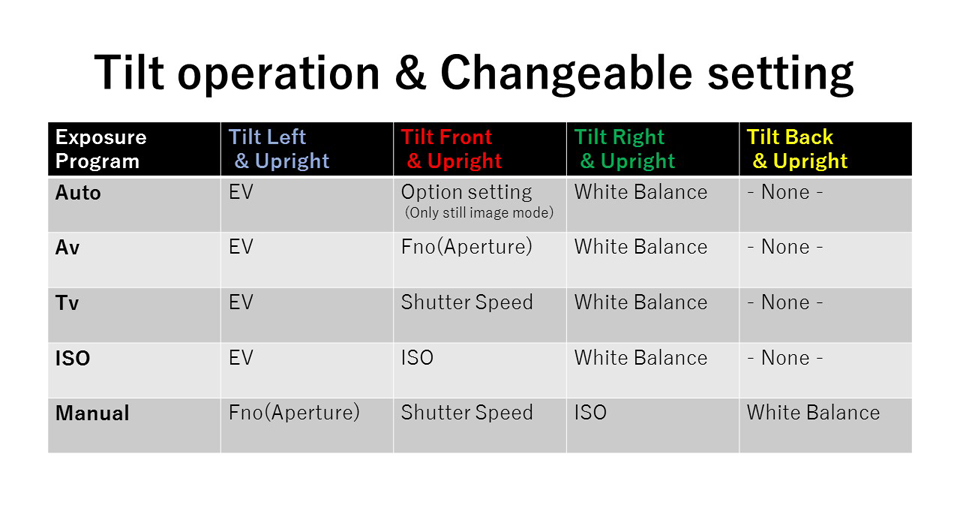 Tilt operation & Changeable setting
Exposure Program Tilt Left & Upright Tilt Front & Upright Tilt Right & Upright Tilt Back & Upright
Auto EV Option setting (Only still image mode) White Balance - None -
Av EV Fno(Aperture) White Balance - None -
Tv EV Shutter Speed White Balance - None -
ISO EV ISO White Balance - None -
Manual Fno(Aperture) Shutter Speed ISO White Balance